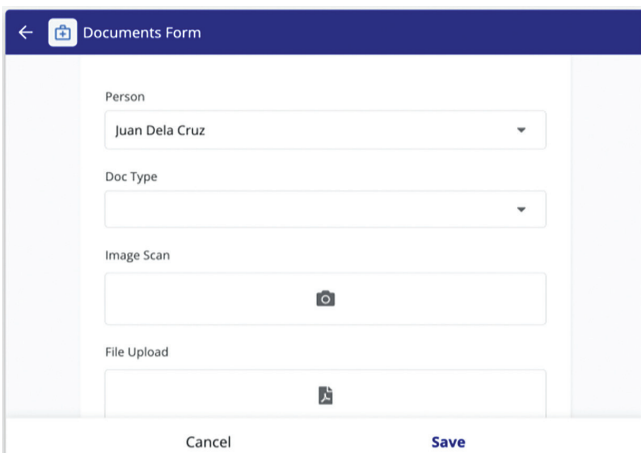 Documents Form
Person
Juan Dela Cruz
Doc Type
Image Scan
File Upload
Cancel Save